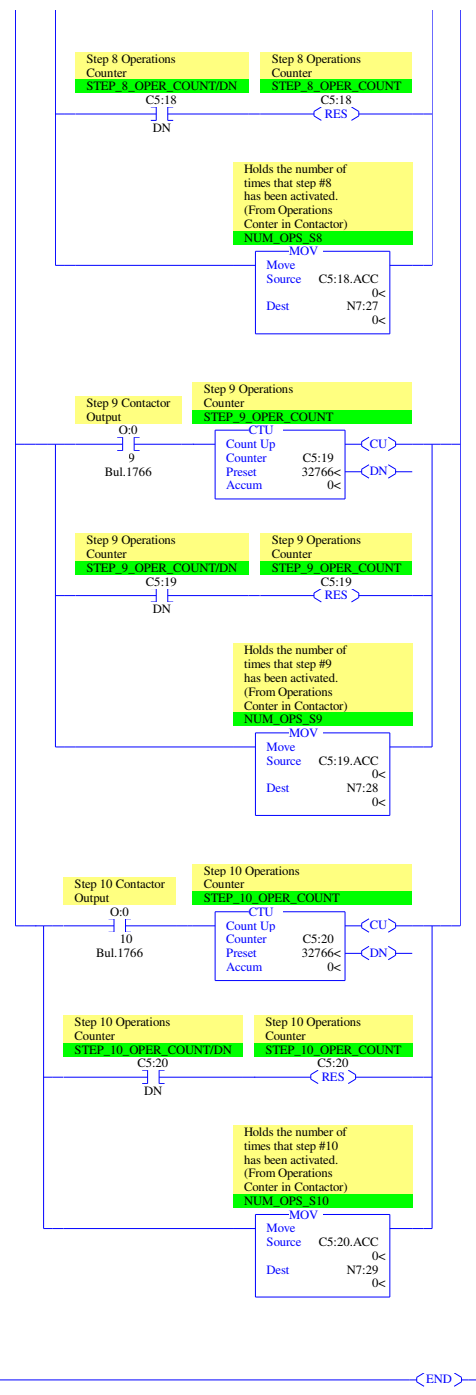 Step 8 Operations Counter
STEP_8_OPER_COUNT/DN
C5:18
DN
Step 8 Operations Counter
STEP_8_OPER_COUNT
C5:18
RES
Holds the number of
times that step #8
has been activated.
(From Operations
Conter in Contactor)
NUM_OPS_S8
MOV
Move
Source C5:18.ACC
0<
Dest N7:27
0<
Step 9 Contactor
Output
O:0
9
Bul.1766
Step 9 Operations
Counter
STEP_9_OPER_COUNT
CTU
Count Up
Counter C5:19
Preset 32766<
Accum 0<
CU
DN
Step 9 Operations
Counter
STEP_9_OPER_COUNT/DN
C5:19
DN
Step 9 Operations
Counter
STEP_9_OPER_COUNT
C5:19
RES
Holds the number of
times that step #9
has been activated.
(From Operations
Conter in Contactor)
NUM_OPS_S9
MOV
Move
Source C5:19.ACC
0<
Dest N7:28
0<
Step 10 Contactor
Output
O:0
10
Bul.1766
Step 10 Operations
Counter
STEP_10_OPER_COUNT
CTU
Count Up
Counter C5:20
Preset 32766<
Accum 0<
CU
DN
Step 10 Operations
Counter
STEP_10_OPER_COUNT/DN
C5:20
DN
Step 10 Operations
Counter
STEP_10_OPER_COUNT
C5:20
RES
Holds the number of
times that step #10
has been activated.
(From Operations
Conter in Contactor)
NUM_OPS_S10
MOV
Move
Source C5:20.ACC
0<
Dest N7:29
0<
END